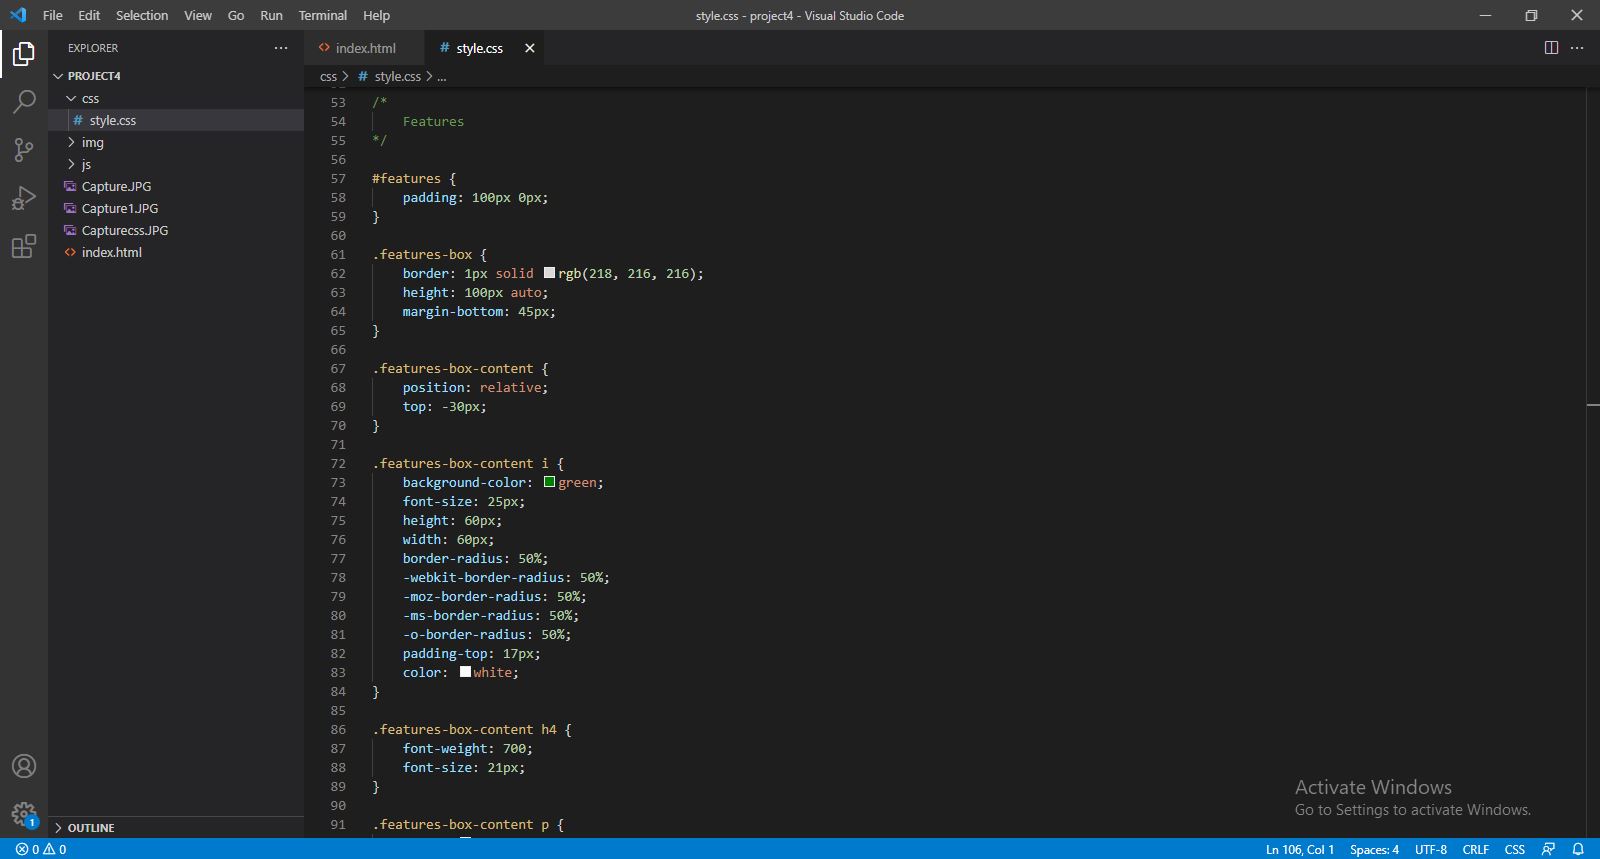 File Edit Selection View Go Run Terminal Help
style.css - project4 - Visual Studio Code
EXPLORER
PROJECT4
css
# style.css
img
js
Capture.JPG
Capture1.JPG
Capturecss.JPG
<> index.html
OUTLINE
<> index.html
# style.css
css > # style.css > ...
53 /*
54 Features
55 */
56
57 #features {
58 padding: 100px 0px;
59 }
60
61 .features-box {
62 border: 1px solid rgb(218, 216, 216);
63 height: 100px auto;
64 margin-bottom: 45px;
65 }
66
67 .features-box-content {
68 position: relative;
69 top: -30px;
70 }
71
72 .features-box-content i {
73 background-color: green;
74 font-size: 25px;
75 height: 60px;
76 width: 60px;
77 border-radius: 50%;
78 -webkit-border-radius: 50%;
79 -moz-border-radius: 50%;
80 -ms-border-radius: 50%;
81 -o-border-radius: 50%;
82 padding-top: 17px;
83 color: white;
84 }
85
86 .features-box-content h4 {
87 font-weight: 700;
88 font-size: 21px;
89 }
90
91 .features-box-content p {
Activate Windows
Go to Settings to activate Windows.
1
0 0
Ln 106, Col 1 Spaces: 4 UTF-8 CRLF CSS